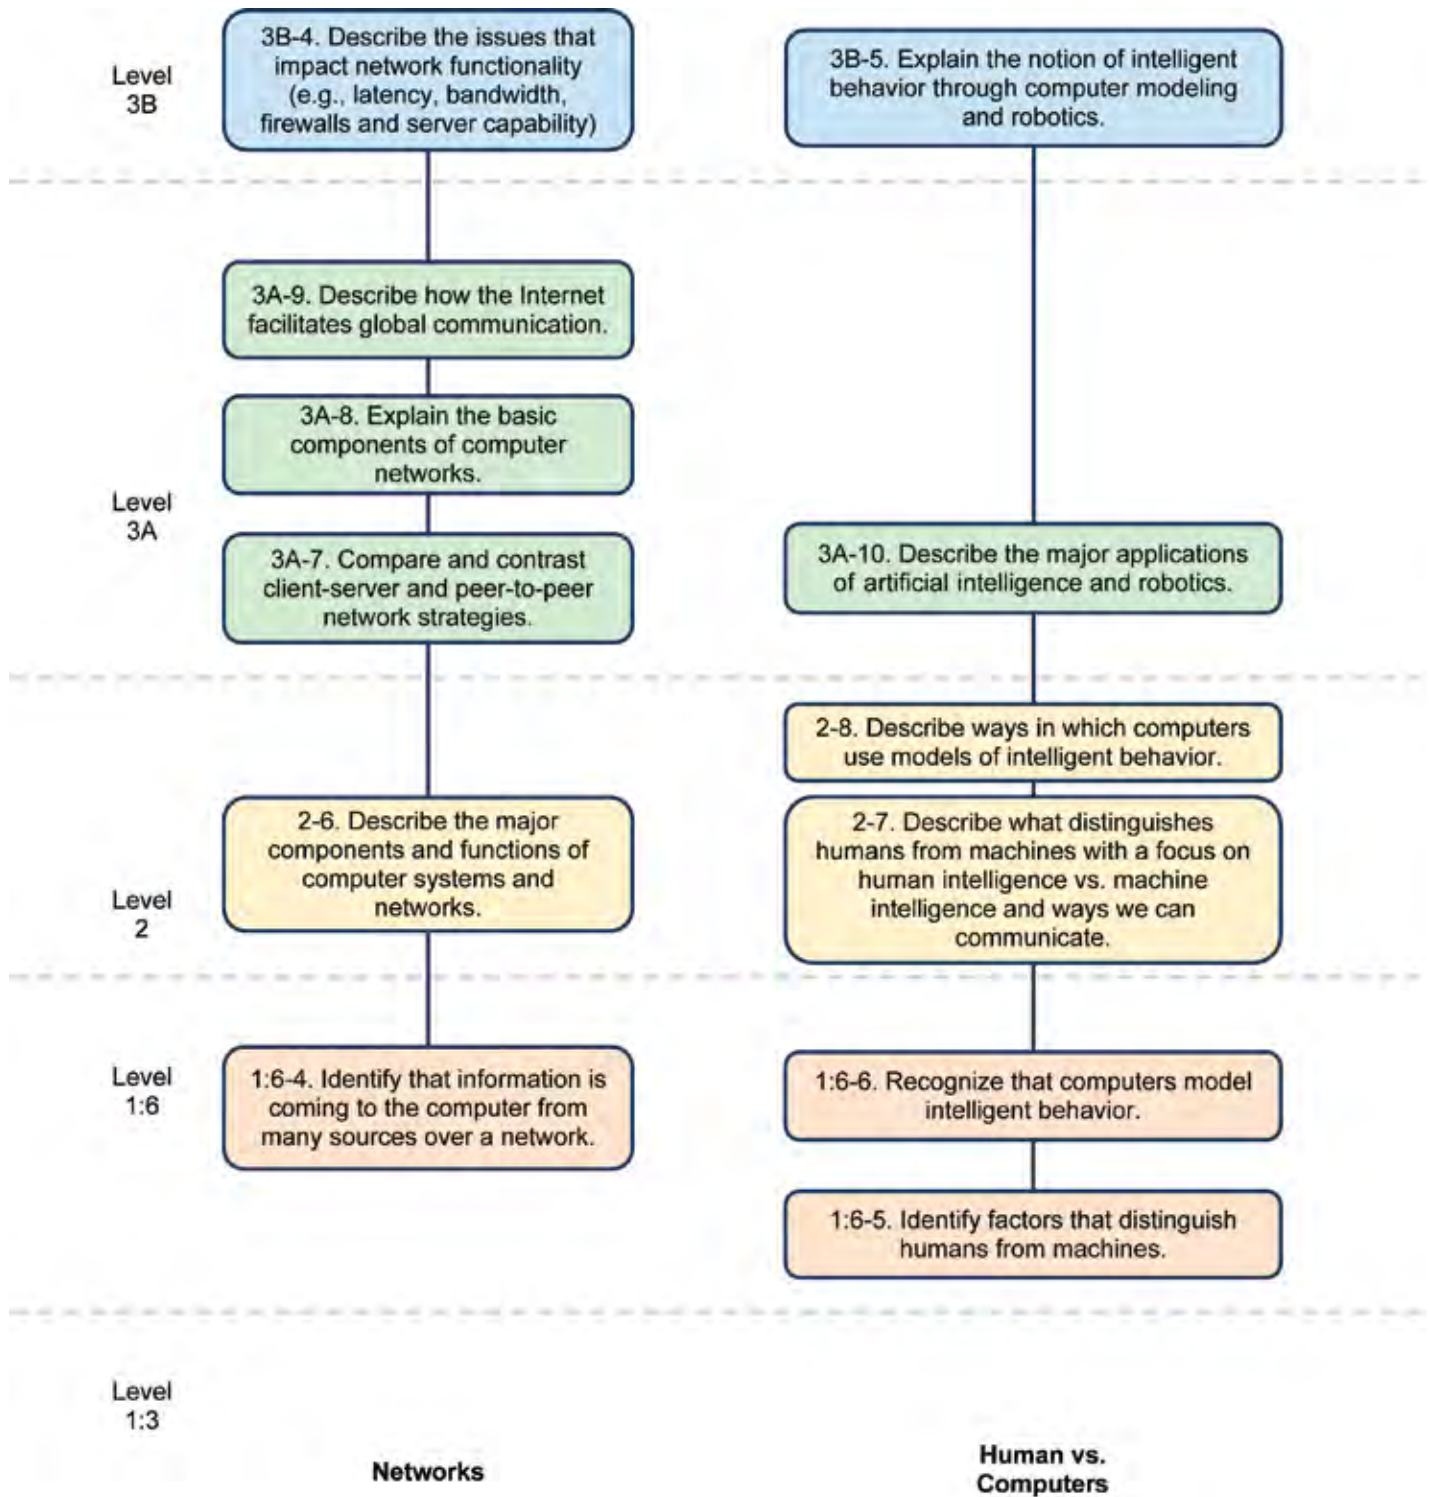 Level
3B
3B-4. Describe the issues that
impact network functionality
(e.g., latency, bandwidth,
firewalls and server capability)
3B-5. Explain the notion of intelligent
behavior through computer modeling
and robotics.
Level
3A
3A-9. Describe how the Internet
facilitates global communication.
3A-8. Explain the basic
components of computer
networks.
3A-7. Compare and contrast
client-server and peer-to-peer
network strategies.
3A-10. Describe the major applications
of artificial intelligence and robotics.
Level
2
2-6. Describe the major
components and functions of
computer systems and
networks.
2-8. Describe ways in which computers
use models of intelligent behavior.
2-7. Describe what distinguishes
humans from machines with a focus on
human intelligence vs. machine
intelligence and ways we can
communicate.
Level
1:6
1:6-4. Identify that information is
coming to the computer from
many sources over a network.
1:6-6. Recognize that computers model
intelligent behavior.
1:6-5. Identify factors that distinguish
humans from machines.
Level
1:3
Networks
Human vs.
Computers